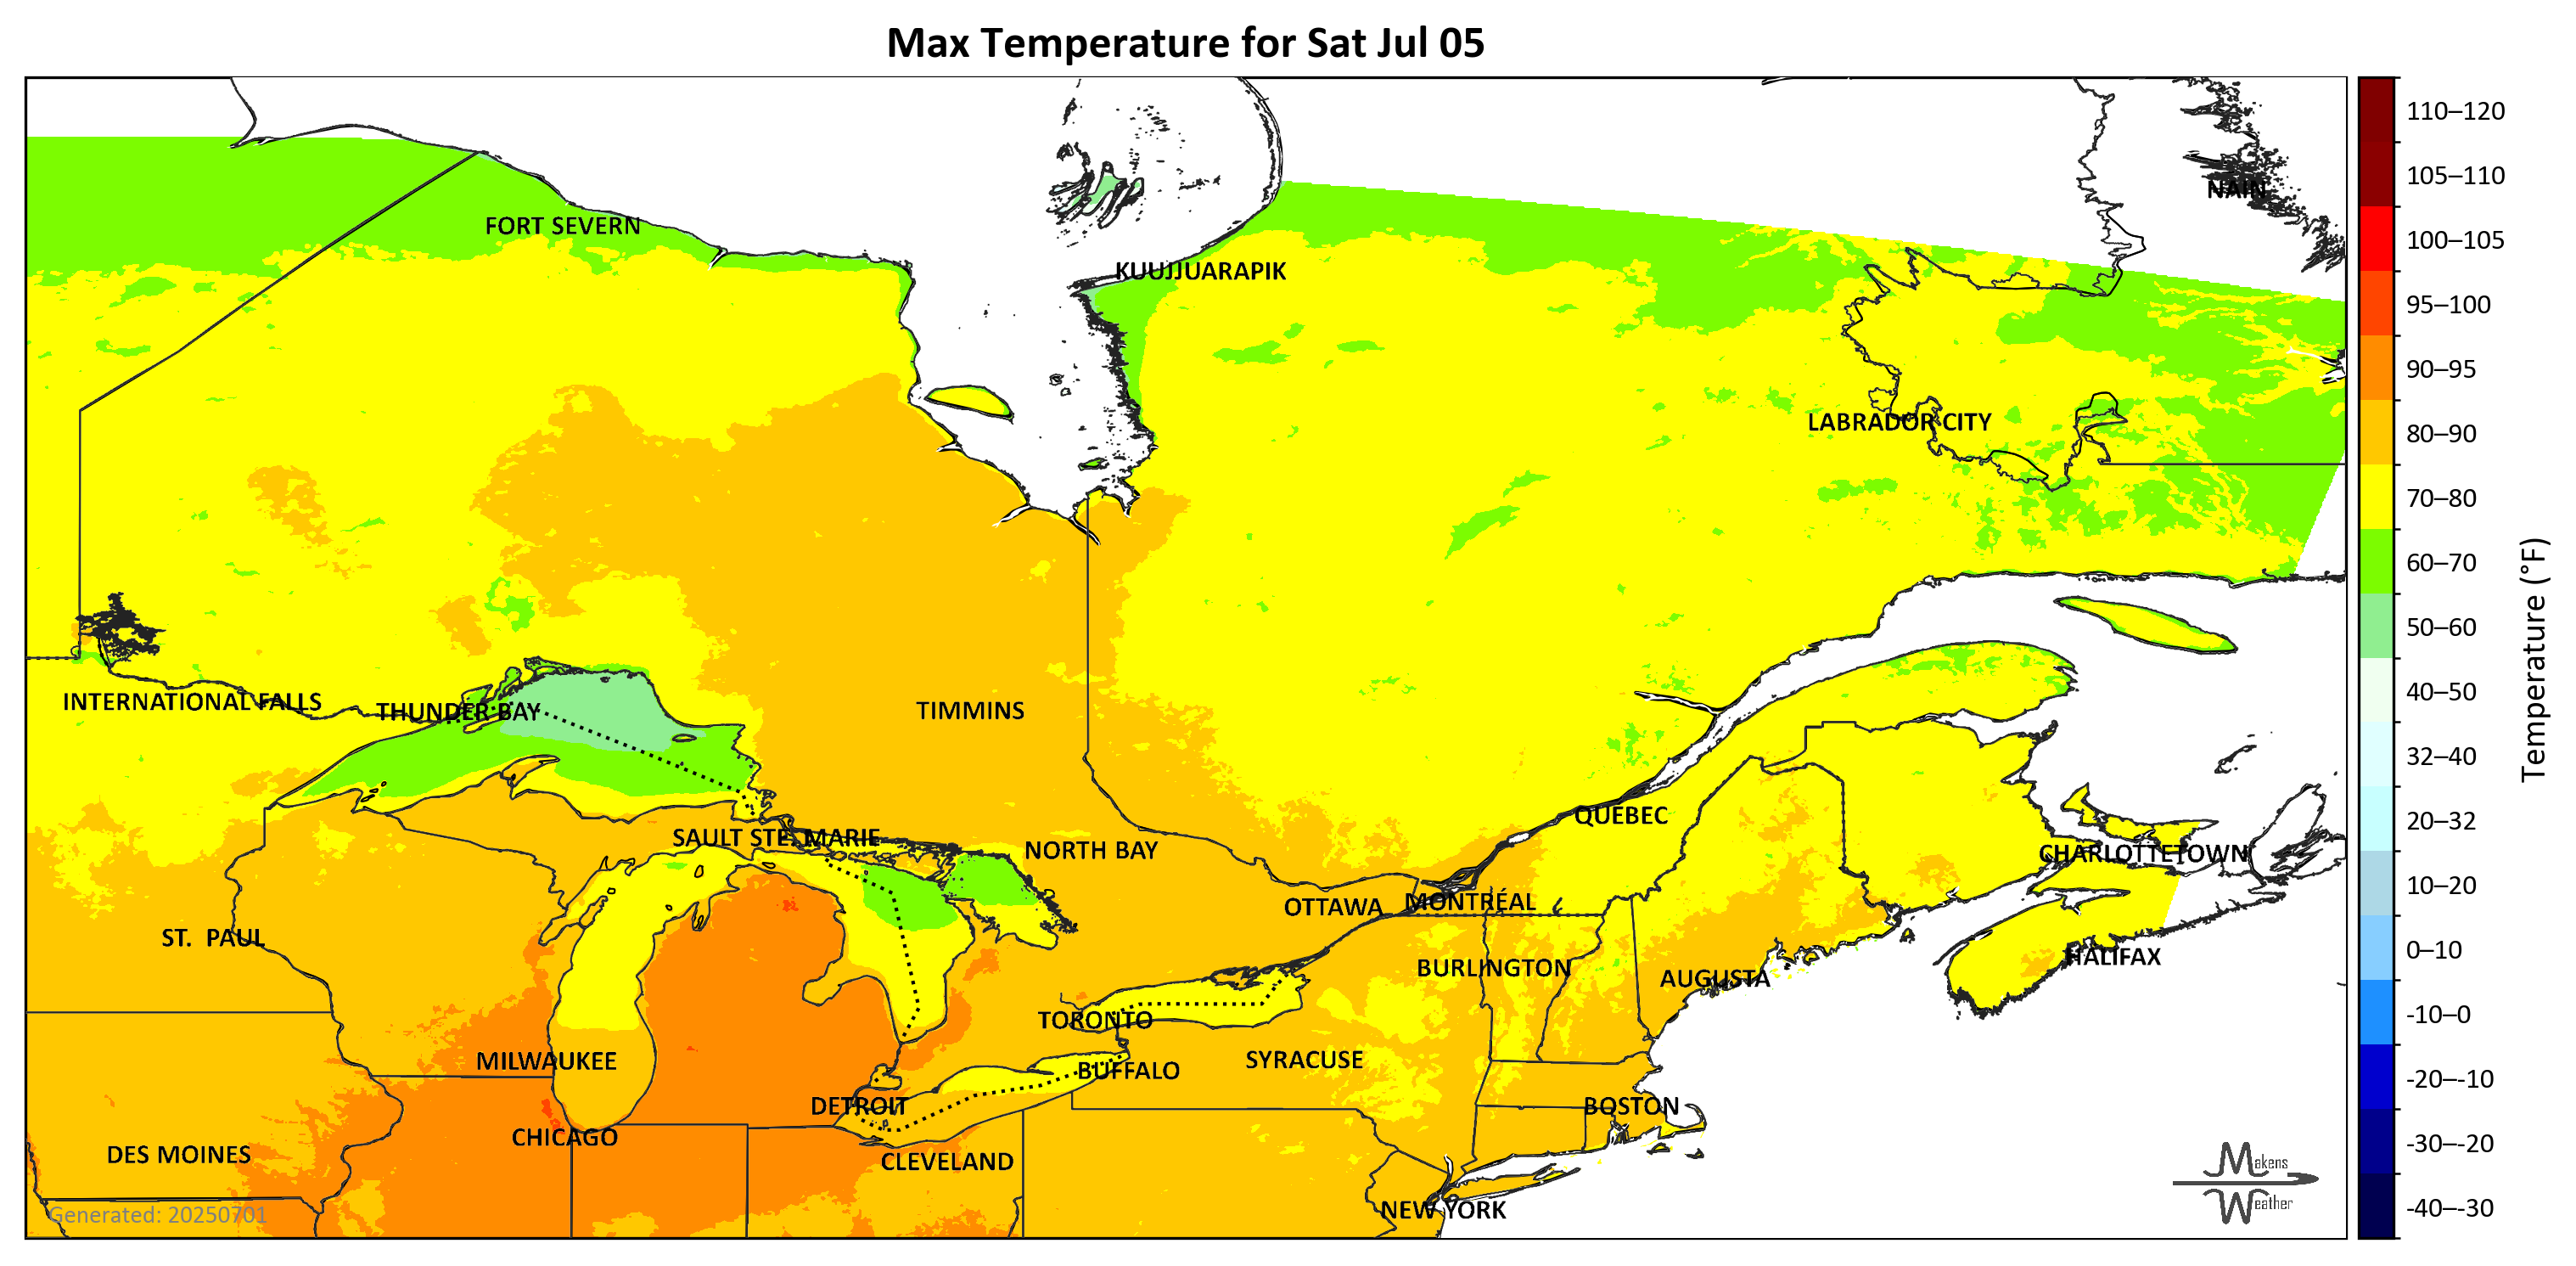 Max Temperature for Sat Jul 05
110–120
105–110
NAIN
FORT SEVERN
100–105
KUUJJUARAPIK
95–100
90–95
LABRADOR CITY
80–90
70–80
60–70
50–60
Temperature (°F)
40–50
INTERNATIONAL FALLS
THUNDER BAY
TIMMINS
32–40
QUEBEC
20–32
SAULT STE. MARIE
NORTH BAY
CHARLOTTETOWN
10–20
OTTAWA
MONTRÉAL
ST. PAUL
0–10
HALIFAX
BURLINGTON
AUGUSTA
-10–0
TORONTO
MILWAUKEE
SYRACUSE
BUFFALO
-20–-10
DETROIT
BOSTON
CHICAGO
-30–-20
DES MOINES
CLEVELAND
Makens
Weather
NEW YORK
-40–-30
Generated: 20250701